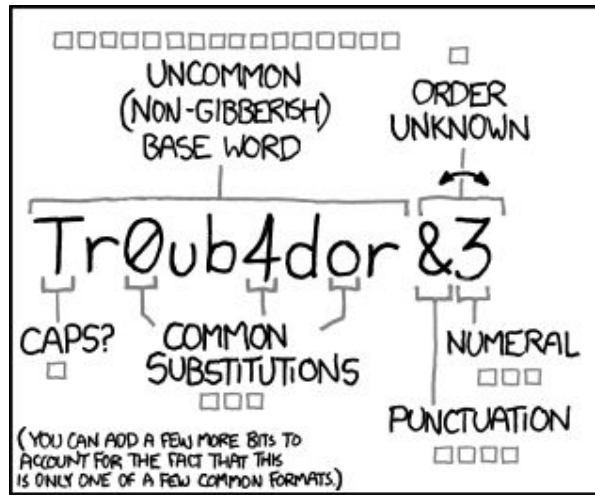 UNCOMMON
(NON-GIBBERISH)
BASE WORD
ORDER
UNKNOWN
Tr0ub4dor &3
CAPS?
COMMON
SUBSTITUTIONS
NUMERAL
PUNCTUATION
(YOU CAN ADD A FEW MORE BITS TO
ACCOUNT FOR THE FACT THAT THIS
IS ONLY ONE OF A FEW COMMON FORMATS.)